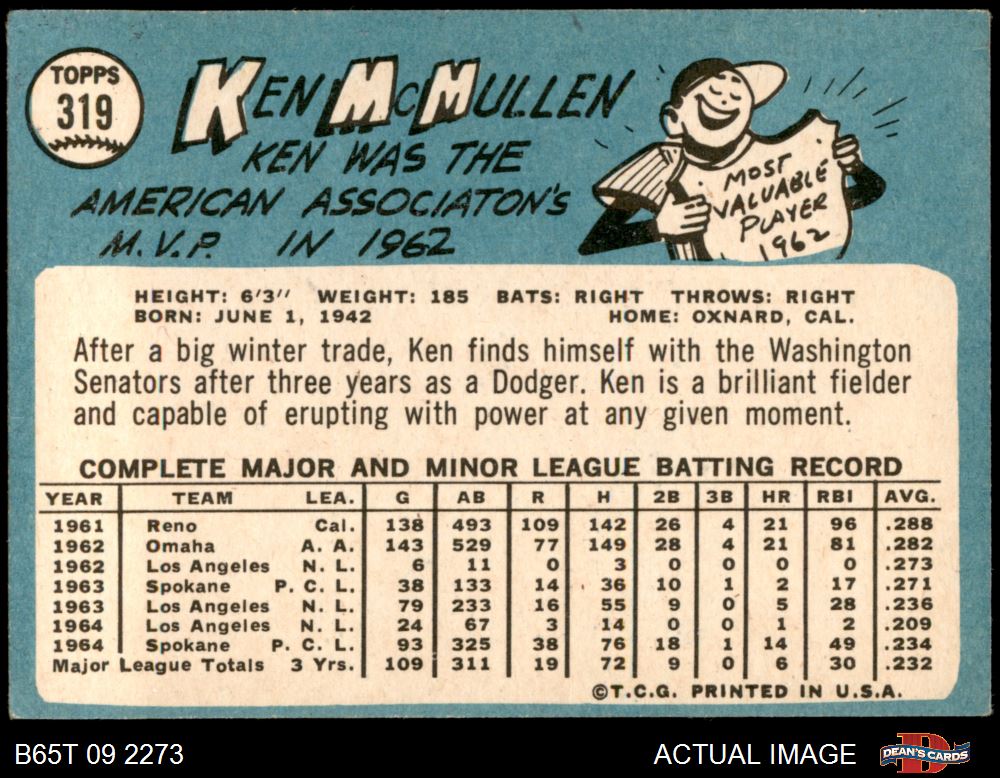 TOPPS
319
KEN MCMULLEN
KEN WAS THE
AMERICAN ASSOCIATON'S
M.V.P. IN 1962
MOST
VALUABLE
PLAYER
1962
HEIGHT: 6'3" WEIGHT: 185 BATS: RIGHT THROWS: RIGHT
BORN: JUNE 1, 1942 HOME: OXNARD, CAL.
After a big winter trade, Ken finds himself with the Washington
Senators after three years as a Dodger. Ken is a brilliant fielder
and capable of erupting with power at any given moment.
COMPLETE MAJOR AND MINOR LEAGUE BATTING RECORD
YEAR TEAM LEA. G AB R H 2B 3B HR RBI AVG.
1961 Reno Cal. 138 493 109 142 26 4 21 96 .288
1962 Omaha A. A. 143 529 77 149 28 4 21 81 .282
1962 Los Angeles N. L. 6 11 0 3 0 0 0 0 .273
1963 Spokane P. C. L. 38 133 14 36 10 1 2 17 .271
1963 Los Angeles N. L. 79 233 16 55 9 0 5 28 .236
1964 Los Angeles N. L. 24 67 3 14 0 0 1 2 .209
1964 Spokane P. C. L. 93 325 38 76 18 1 14 49 .234
Major League Totals 3 Yrs. 109 311 19 72 9 0 6 30 .232
©T.C.G. PRINTED IN U.S.A.
B65T 09 2273 ACTUAL IMAGE
DEAN'S CARDS